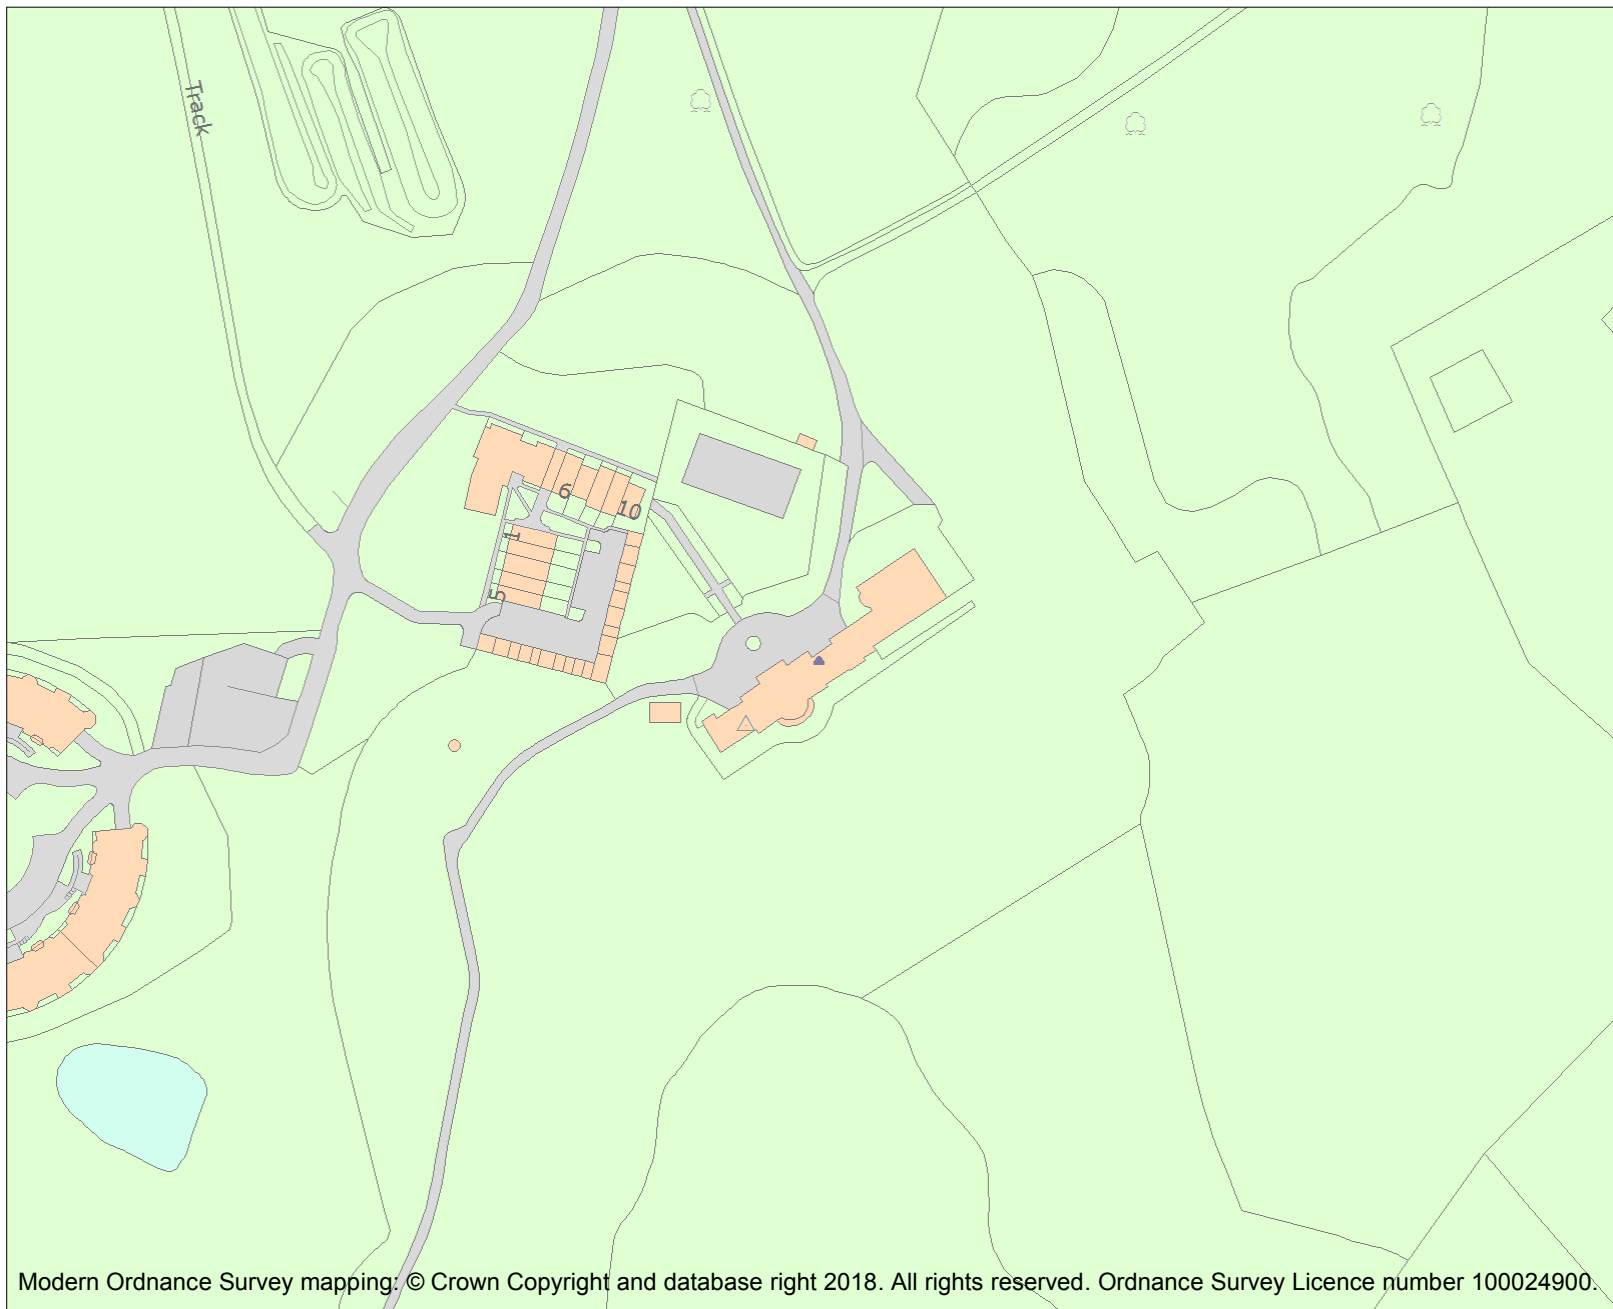 Track
6
10
1
5
Modern Ordnance Survey mapping: © Crown Copyright and database right 2018. All rights reserved. Ordnance Survey Licence number 100024900.